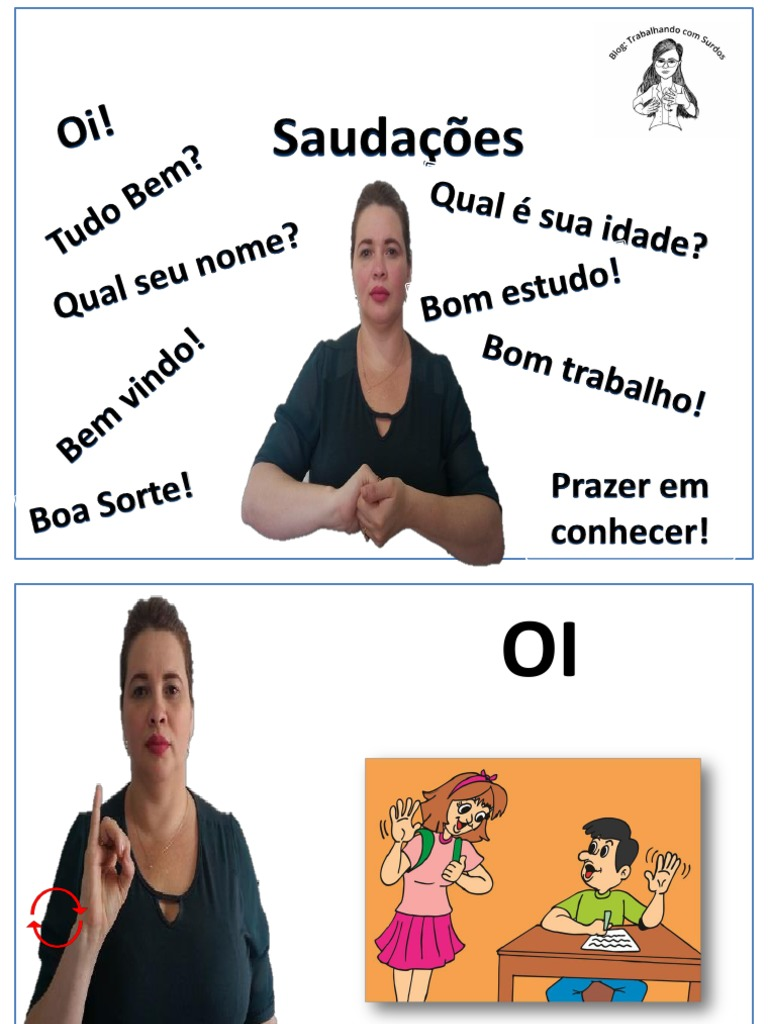 Blog: Trabalhando com Surdos
Saudações
Oi!
Tudo Bem?
Qual seu nome?
Bem vindo!
Boa Sorte!
Qual é sua idade?
Bom estudo!
Bom trabalho!
Prazer em
conhecer!
OI